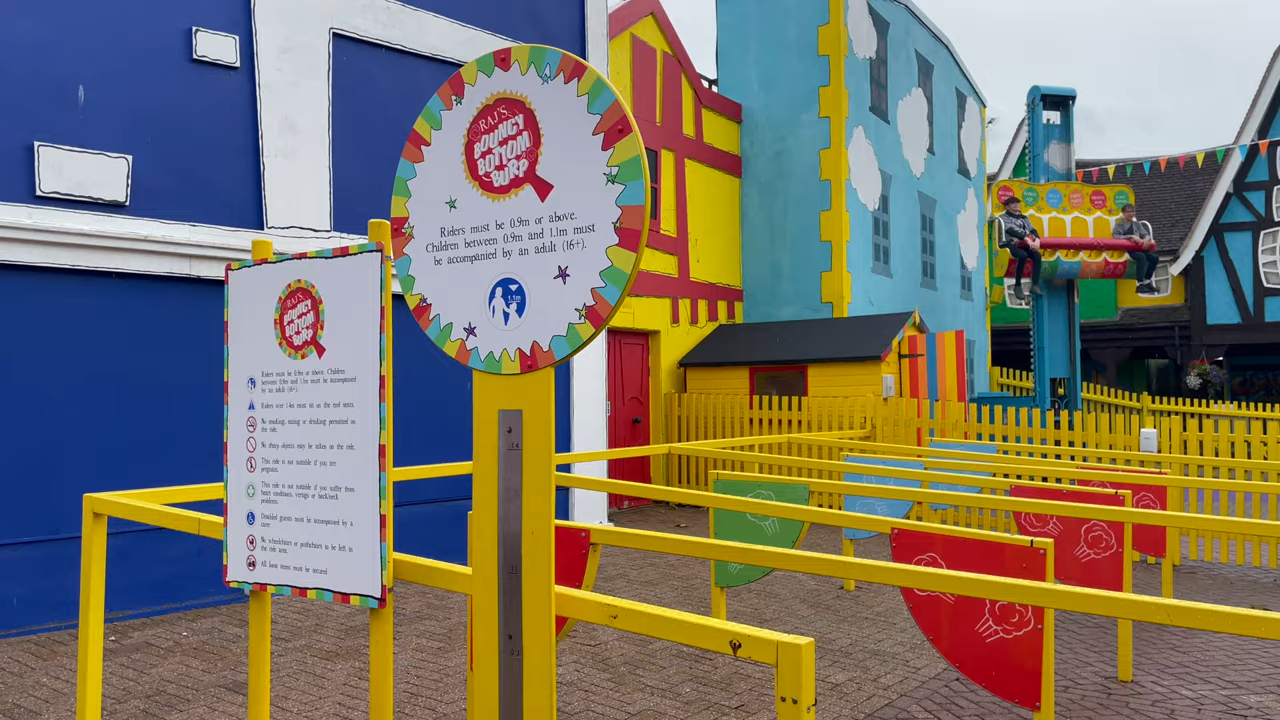 RAJ'S
BOUNCY
BOTTOM
BURP
Riders must be 0.9m or above.
Children between 0.9m and 1.1m must
be accompanied by an adult (16+).
1.1m
1.4
1.1
0.9
RAJ'S
BOUNCY
BOTTOM
BURP
Riders must be 0.9m or above. Children
between 0.9m and 1.1m must be accompanied
by an adult (16+).
Riders over 1.4m must sit on the end seats.
No smoking, eating or drinking permitted on
the ride.
No sharp objects may be taken on the ride.
This ride is not suitable if you are
pregnant.
This ride is not suitable if you suffer from
heart conditions, vertigo or back/neck
problems.
Disabled guests must be accompanied by a
carer.
No wheelchairs or pushchairs to be left in
the ride area.
All loose items must be secured